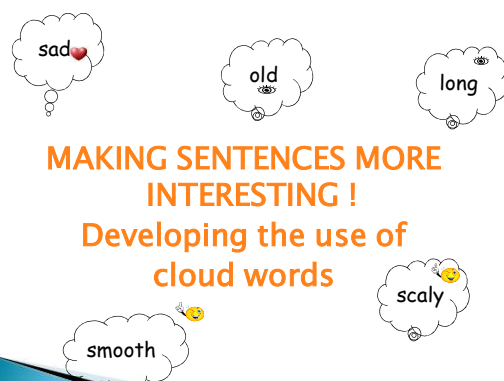 sad
old
long
MAKING SENTENCES MORE
INTERESTING !
Developing the use of
cloud words
scaly
smooth